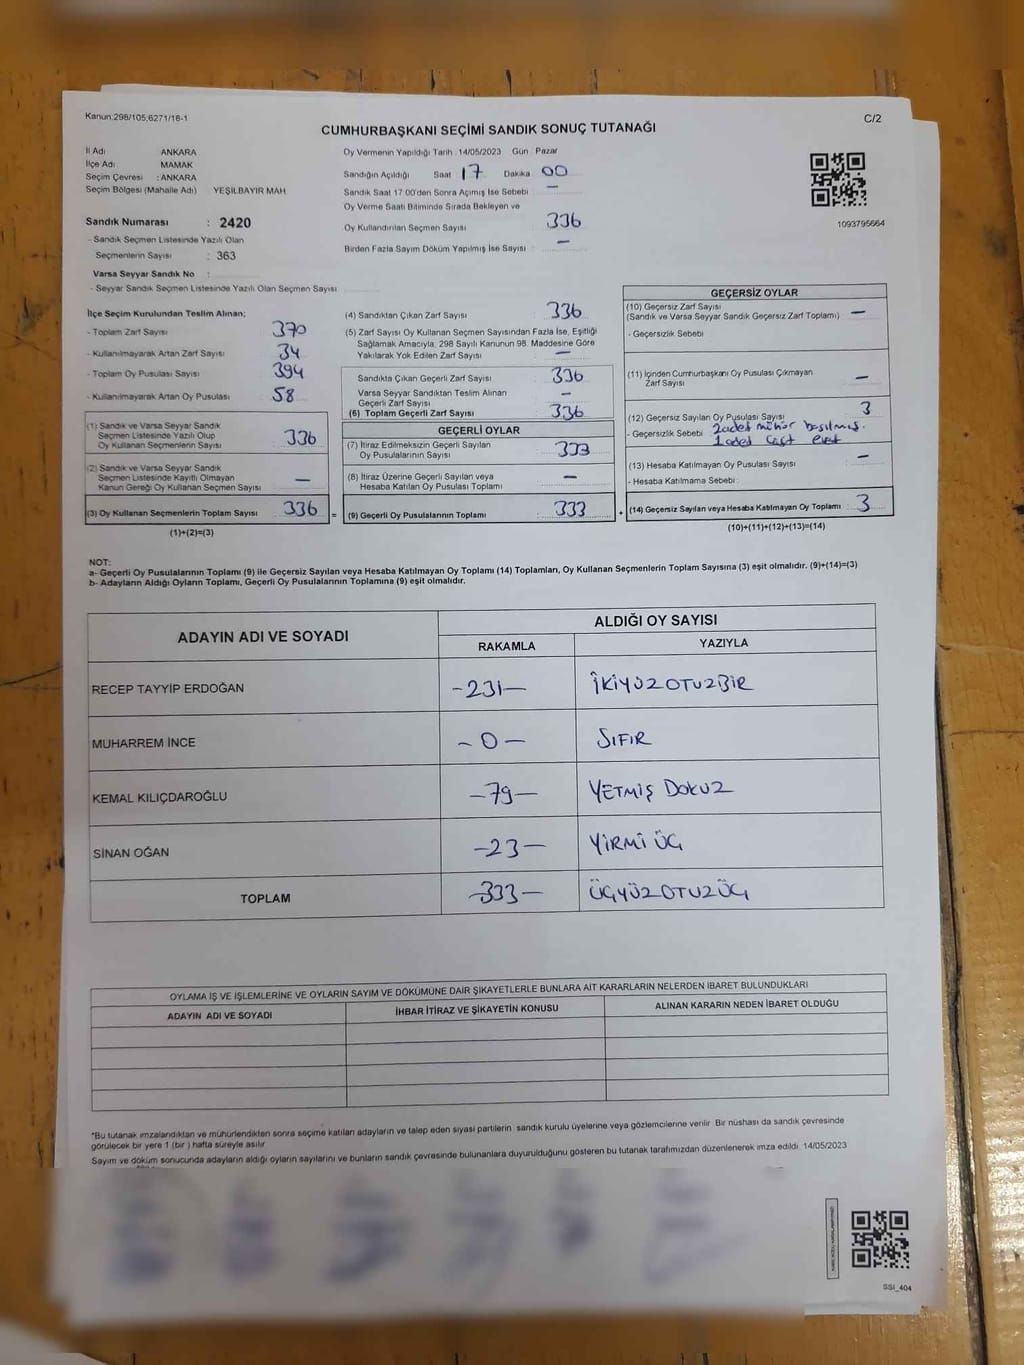 Kanun:298/105;6271/16-1
C/2
CUMHURBAŞKANI SEÇİMİ SANDIK SONUÇ TUTANAĞI
İl Adı ANKARA
İlçe Adı MAMAK
Seçim Çevresi : ANKARA
Seçim Bölgesi (Mahalle Adı) YEŞİLBAYIR MAH.
Sandık Numarası : 2420
- Sandık Seçmen Listesinde Yazılı Olan
Seçmenlerin Sayısı : 363
Varsa Seyyar Sandık No :
- Seyyar Sandık Seçmen Listesinde Yazılı Olan Seçmen Sayısı
Oy Vermenin Yapıldığı Tarih :14/05/2023 Gün : Pazar
Sandığın Açıldığı Saat 17 Dakika 00
Sandık Saat 17:00'den Sonra Açımış İse Sebebi —
Oy Verme Saati Bitiminde Sırada Bekleyen ve
Oy Kullandırılan Seçmen Sayısı 336
Birden Fazla Sayım Döküm Yapılmış İse Sayısı : —
1093795664
İlçe Seçim Kurulundan Teslim Alınan;
- Toplam Zarf Sayısı 370
- Kullanılmayarak Artan Zarf Sayısı 34
- Toplam Oy Pusulası Sayısı 394
- Kullanılmayarak Artan Oy Pusulası 58
(1) Sandık ve Varsa Seyyar Sandık
Seçmen Listesinde Yazılı Olup
Oy Kullanan Seçmenlerin Sayısı 336
(2) Sandık ve Varsa Seyyar Sandık
Seçmen Listesinde Kayıtlı Olmayan
Kanun Gereği Oy Kullanan Seçmen Sayısı —
(3) Oy Kullanan Seçmenlerin Toplam Sayısı 336
(1)+(2)=(3)
(4) Sandıktan Çıkan Zarf Sayısı 336
(5) Zarf Sayısı Oy Kullanan Seçmen Sayısından Fazla İse, Eşitliği
Sağlamak Amacıyla, 298 Sayılı Kanunun 98. Maddesine Göre
Yakılarak Yok Edilen Zarf Sayısı —
Sandıkta Çıkan Geçerli Zarf Sayısı 336
Varsa Seyyar Sandıktan Teslim Alınan
Geçerli Zarf Sayısı —
(6) Toplam Geçerli Zarf Sayısı 336
GEÇERLİ OYLAR
(7) İtiraz Edilmeksizin Geçerli Sayılan
Oy Pusulalarının Sayısı 333
(8) İtiraz Üzerine Geçerli Sayılan veya
Hesaba Katılan Oy Pusulası Toplamı —
= (9) Geçerli Oy Pusulalarının Toplamı 333
GEÇERSİZ OYLAR
(10) Geçersiz Zarf Sayısı
(Sandık ve Varsa Seyyar Sandık Geçersiz Zarf Toplamı) —
- Geçersizlik Sebebi
(11) İçinden Cumhurbaşkanı Oy Pusulası Çıkmayan
Zarf Sayısı —
(12) Geçersiz Sayılan Oy Pusulası Sayısı 3
- Geçersizlik Sebebi 2 adet mühür basılmış.
1 adet çift evet
(13) Hesaba Katılmayan Oy Pusulası Sayısı —
- Hesaba Katılmama Sebebi
+ (14) Geçersiz Sayılan veya Hesaba Katılmayan Oy Toplamı 3
(10)+(11)+(12)+(13)=(14)
NOT:
a- Geçerli Oy Pusulalarının Toplamı (9) ile Geçersiz Sayılan veya Hesaba Katılmayan Oy Toplamı (14) Toplamları, Oy Kullanan Seçmenlerin Toplam Sayısına (3) eşit olmalıdır. (9)+(14)=(3)
b- Adayların Aldığı Oyların Toplamı, Geçerli Oy Pusulalarının Toplamına (9) eşit olmalıdır.
ADAYIN ADI VE SOYADI
ALDIĞI OY SAYISI
RAKAMLA YAZIYLA
RECEP TAYYİP ERDOĞAN -231- İKİYÜZ OTUZBİR
MUHARREM İNCE -0- SIFIR
KEMAL KILIÇDAROĞLU -79- YETMİŞ DOKUZ
SİNAN OĞAN -23- YİRMİ ÜÇ
TOPLAM -333- ÜÇYÜZ OTUZ ÜÇ
OYLAMA İŞ VE İŞLEMLERİNE VE OYLARIN SAYIM VE DÖKÜMÜNE DAİR ŞİKAYETLERLE BUNLARA AİT KARARLARIN NELERDEN İBARET BULUNDUKLARI
ADAYIN ADI VE SOYADI İHBAR İTİRAZ VE ŞİKAYETİN KONUSU ALINAN KARARIN NEDEN İBARET OLDUĞU
*Bu tutanak imzalandıktan ve mühürlendikten sonra seçime katılan adayların ve talep eden siyasi partilerin sandık kurulu üyelerine veya gözlemcilerine verilir. Bir nüshası da sandık çevresinde
görülecek bir yere 1 (bir) hafta süreyle asılır.
Sayım ve döküm sonucunda adayların aldığı oyların sayılarını ve bunların sandık çevresinde bulunanlara duyurulduğunu gösteren bu tutanak tarafımızdan düzenlenerek imza edildi. 14/05/2023
SSI_404